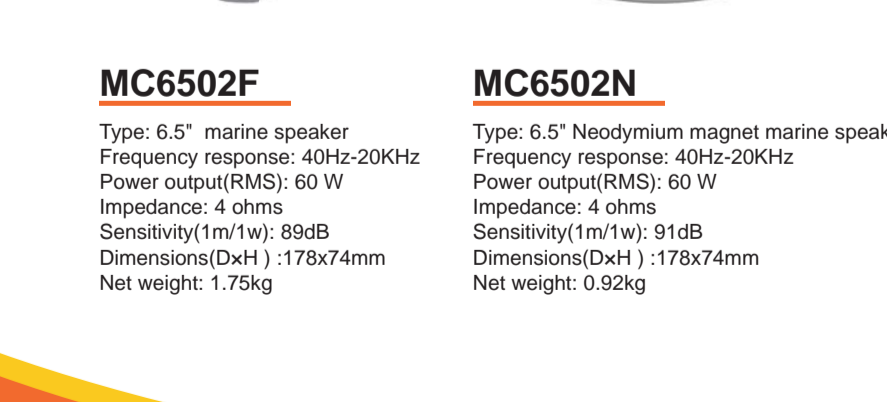 MC6502F
Type: 6.5"  marine speaker
Frequency response: 40Hz-20KHz
Power output(RMS): 60 W
Impedance: 4 ohms
Sensitivity(1m/1w): 89dB
Dimensions(D×H ) :178x74mm
Net weight: 1.75kg
MC6502N
Type: 6.5" Neodymium magnet marine
Frequency response: 40Hz-20KHz
Power output(RMS): 60 W
Impedance: 4 ohms
Sensitivity(1m/1w): 91dB
Dimensions(D×H ) :178x74mm
Net weight: 0.92kg